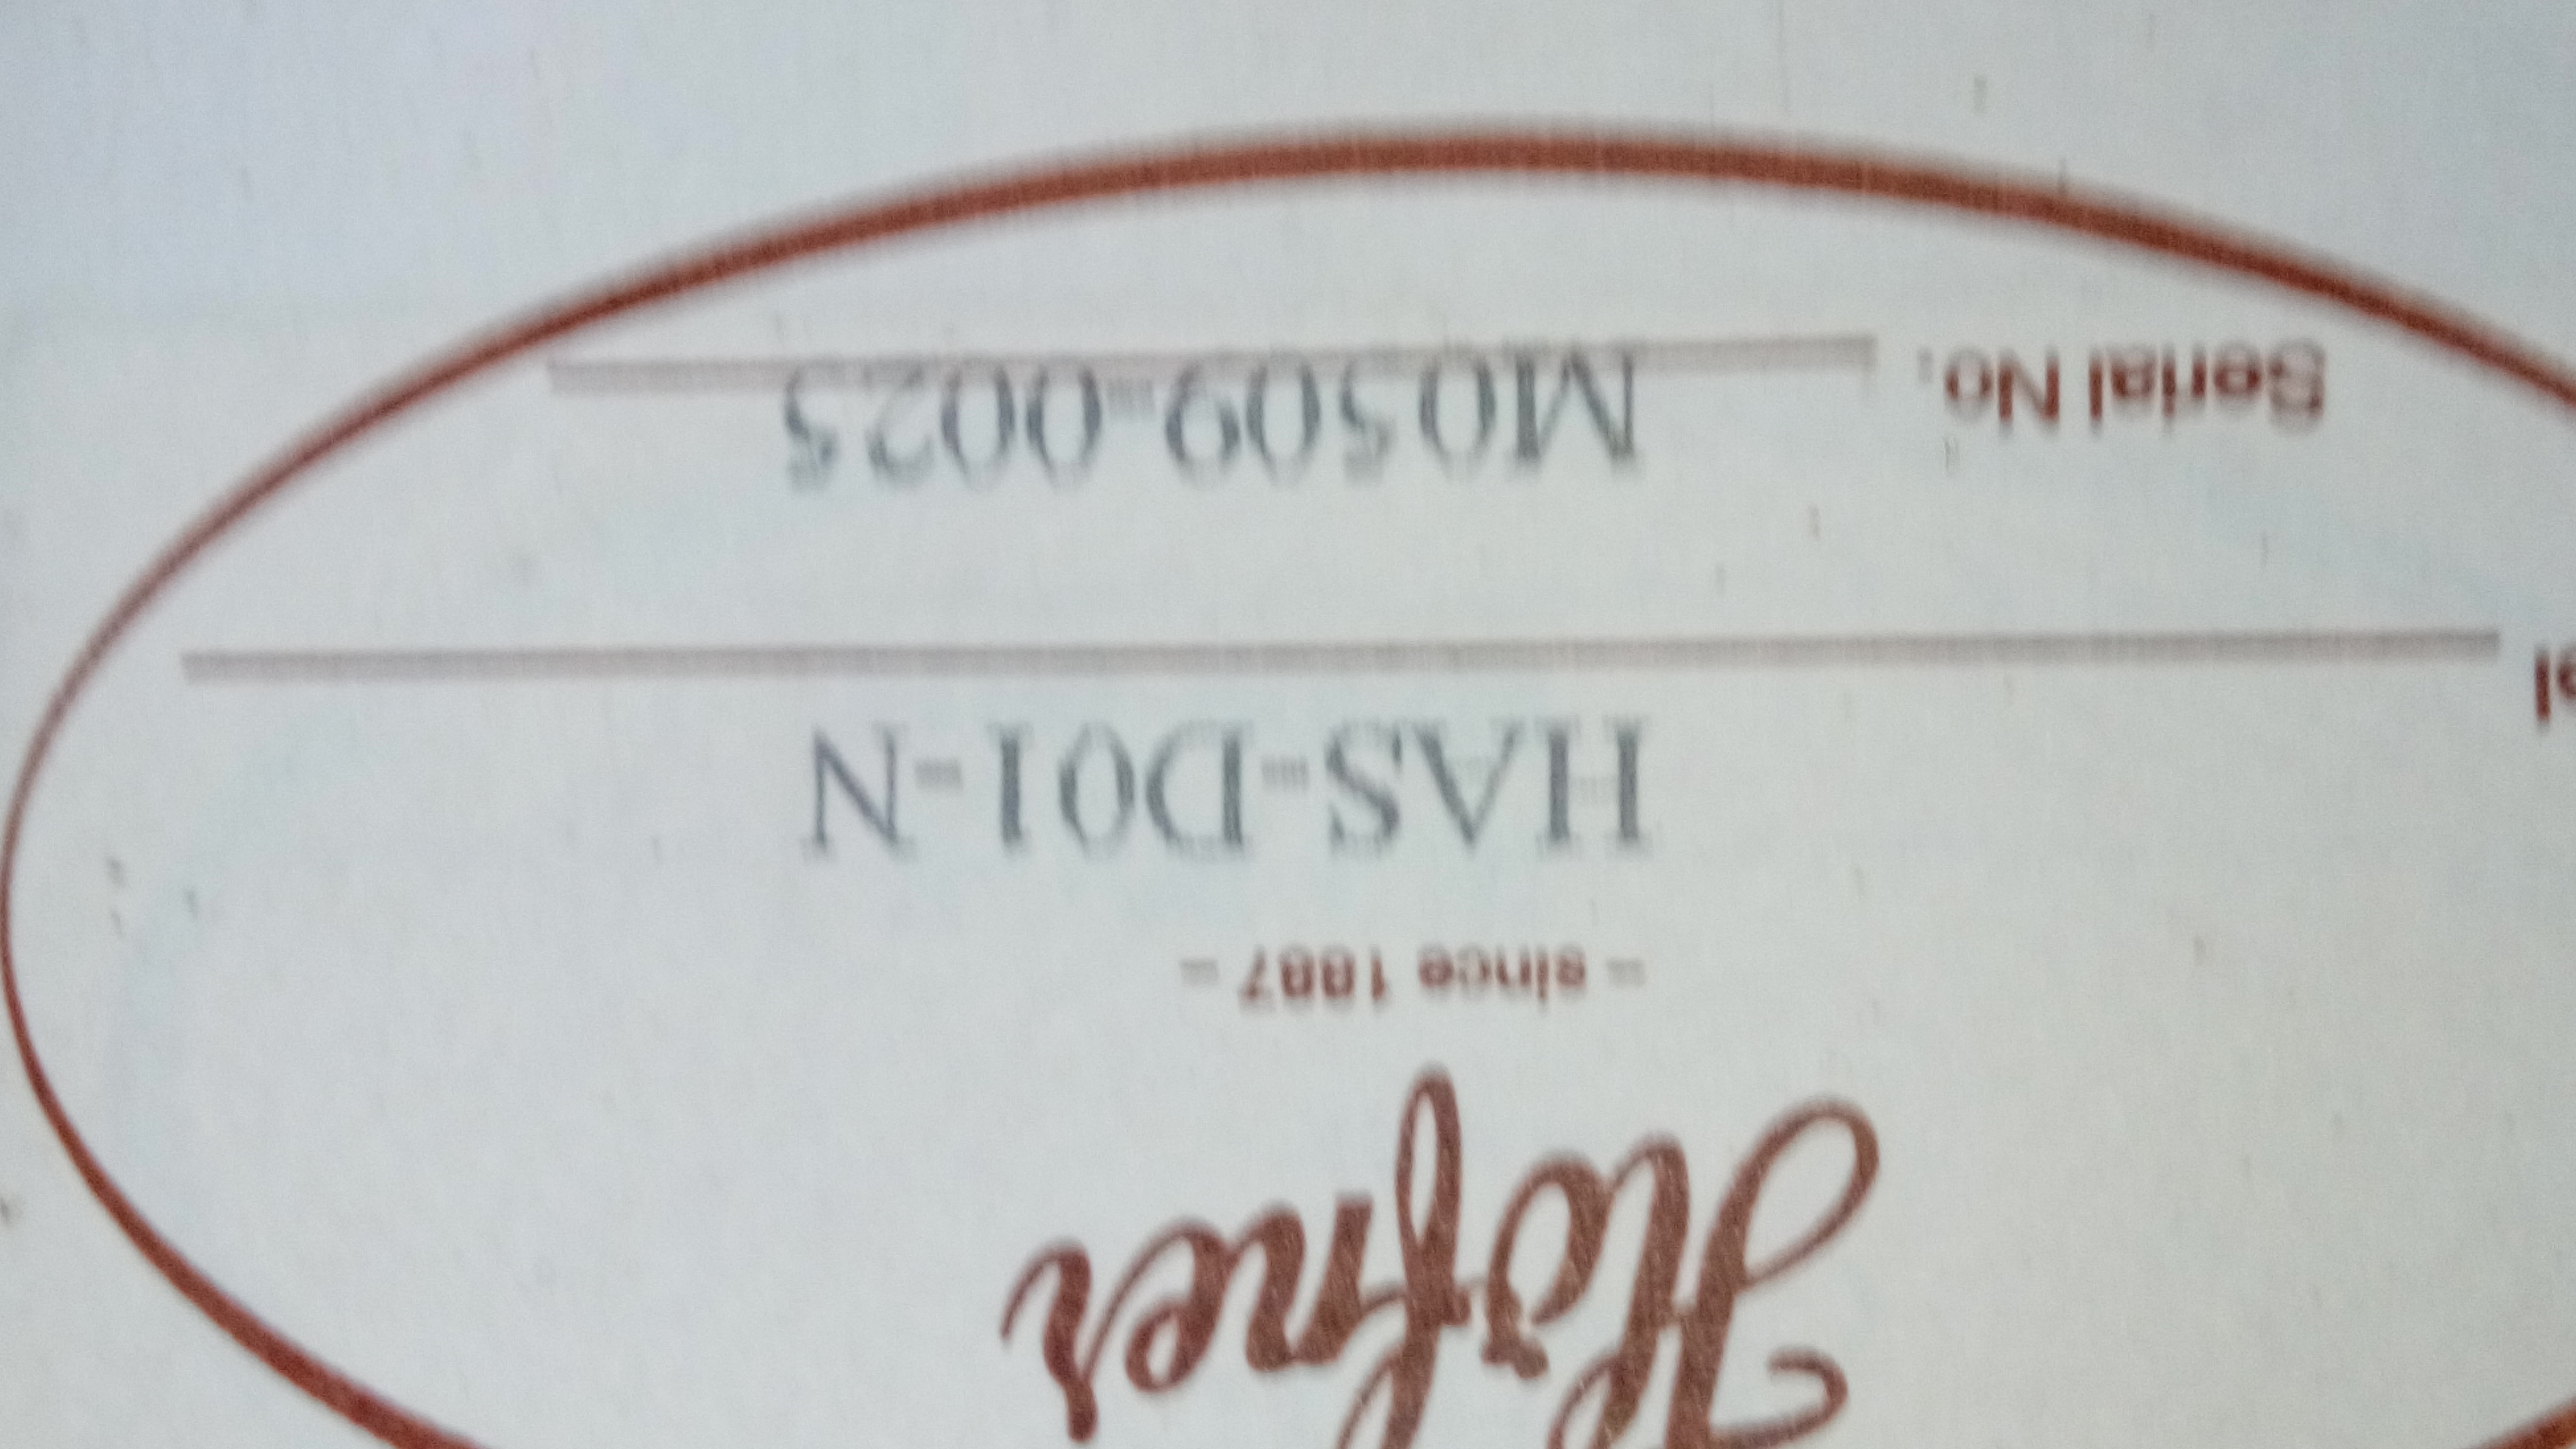 Höfner
– since 1887 –
HAS-D01-N
Serial No. M0509-0025